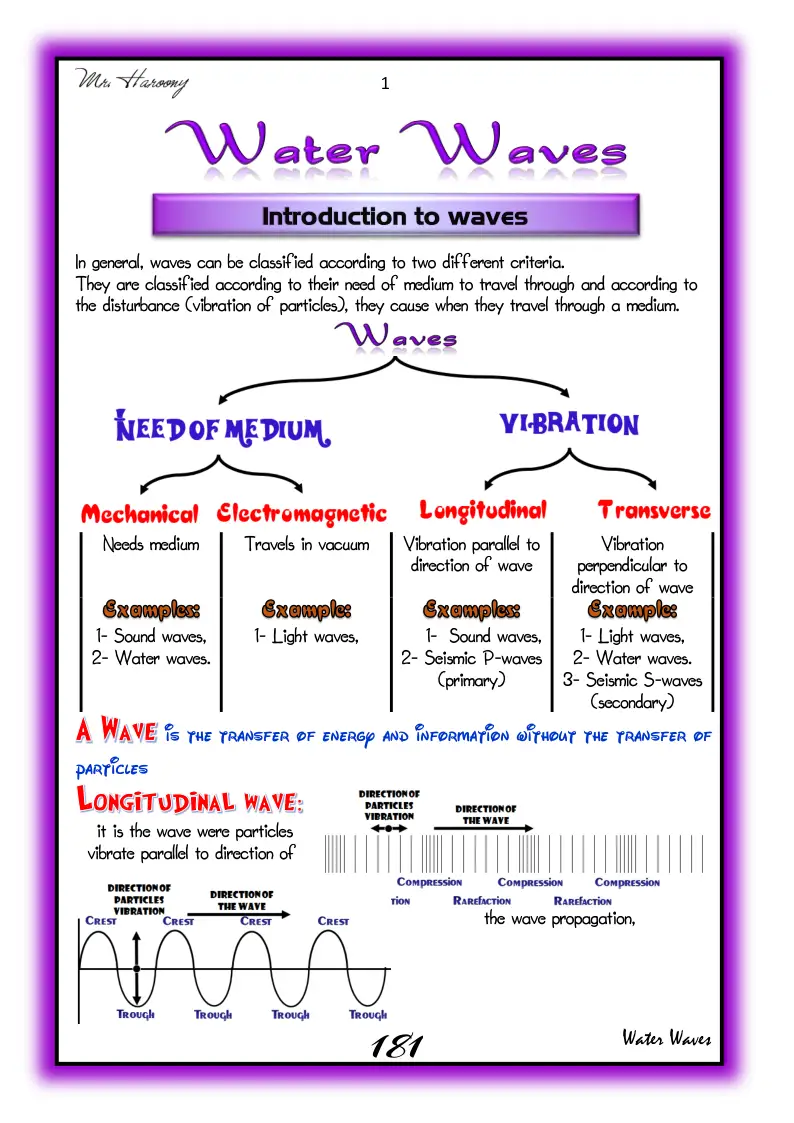 Mr. Haroony
1
Water Waves
Introduction to waves
In general, waves can be classified according to two different criteria.
They are classified according to their need of medium to travel through and according to
the disturbance (vibration of particles), they cause when they travel through a medium.
Waves
NEED OF MEDIUM
VIBRATION
Mechanical
Electromagnetic
Longitudinal
Transverse
Needs medium
Examples:
1- Sound waves,
2- Water waves.
Travels in vacuum
Example:
1- Light waves,
Vibration parallel to
direction of wave
Examples:
1- Sound waves,
2- Seismic P-waves
(primary)
Vibration
perpendicular to
direction of wave
Example:
1- Light waves,
2- Water waves.
3- Seismic S-waves
(secondary)
A WAVE is the transfer of energy and information without the transfer of
particles
LONGITUDINAL WAVE:
it is the wave were particles
vibrate parallel to direction of
DIRECTION OF
PARTICLES
VIBRATION
DIRECTION OF
THE WAVE
COMPRESSION COMPRESSION COMPRESSION
TION RAREFACTION RAREFACTION
the wave propagation,
DIRECTION OF
PARTICLES
VIBRATION
DIRECTION OF
THE WAVE
CREST CREST CREST CREST
TROUGH TROUGH TROUGH TROUGH
181
Water Waves